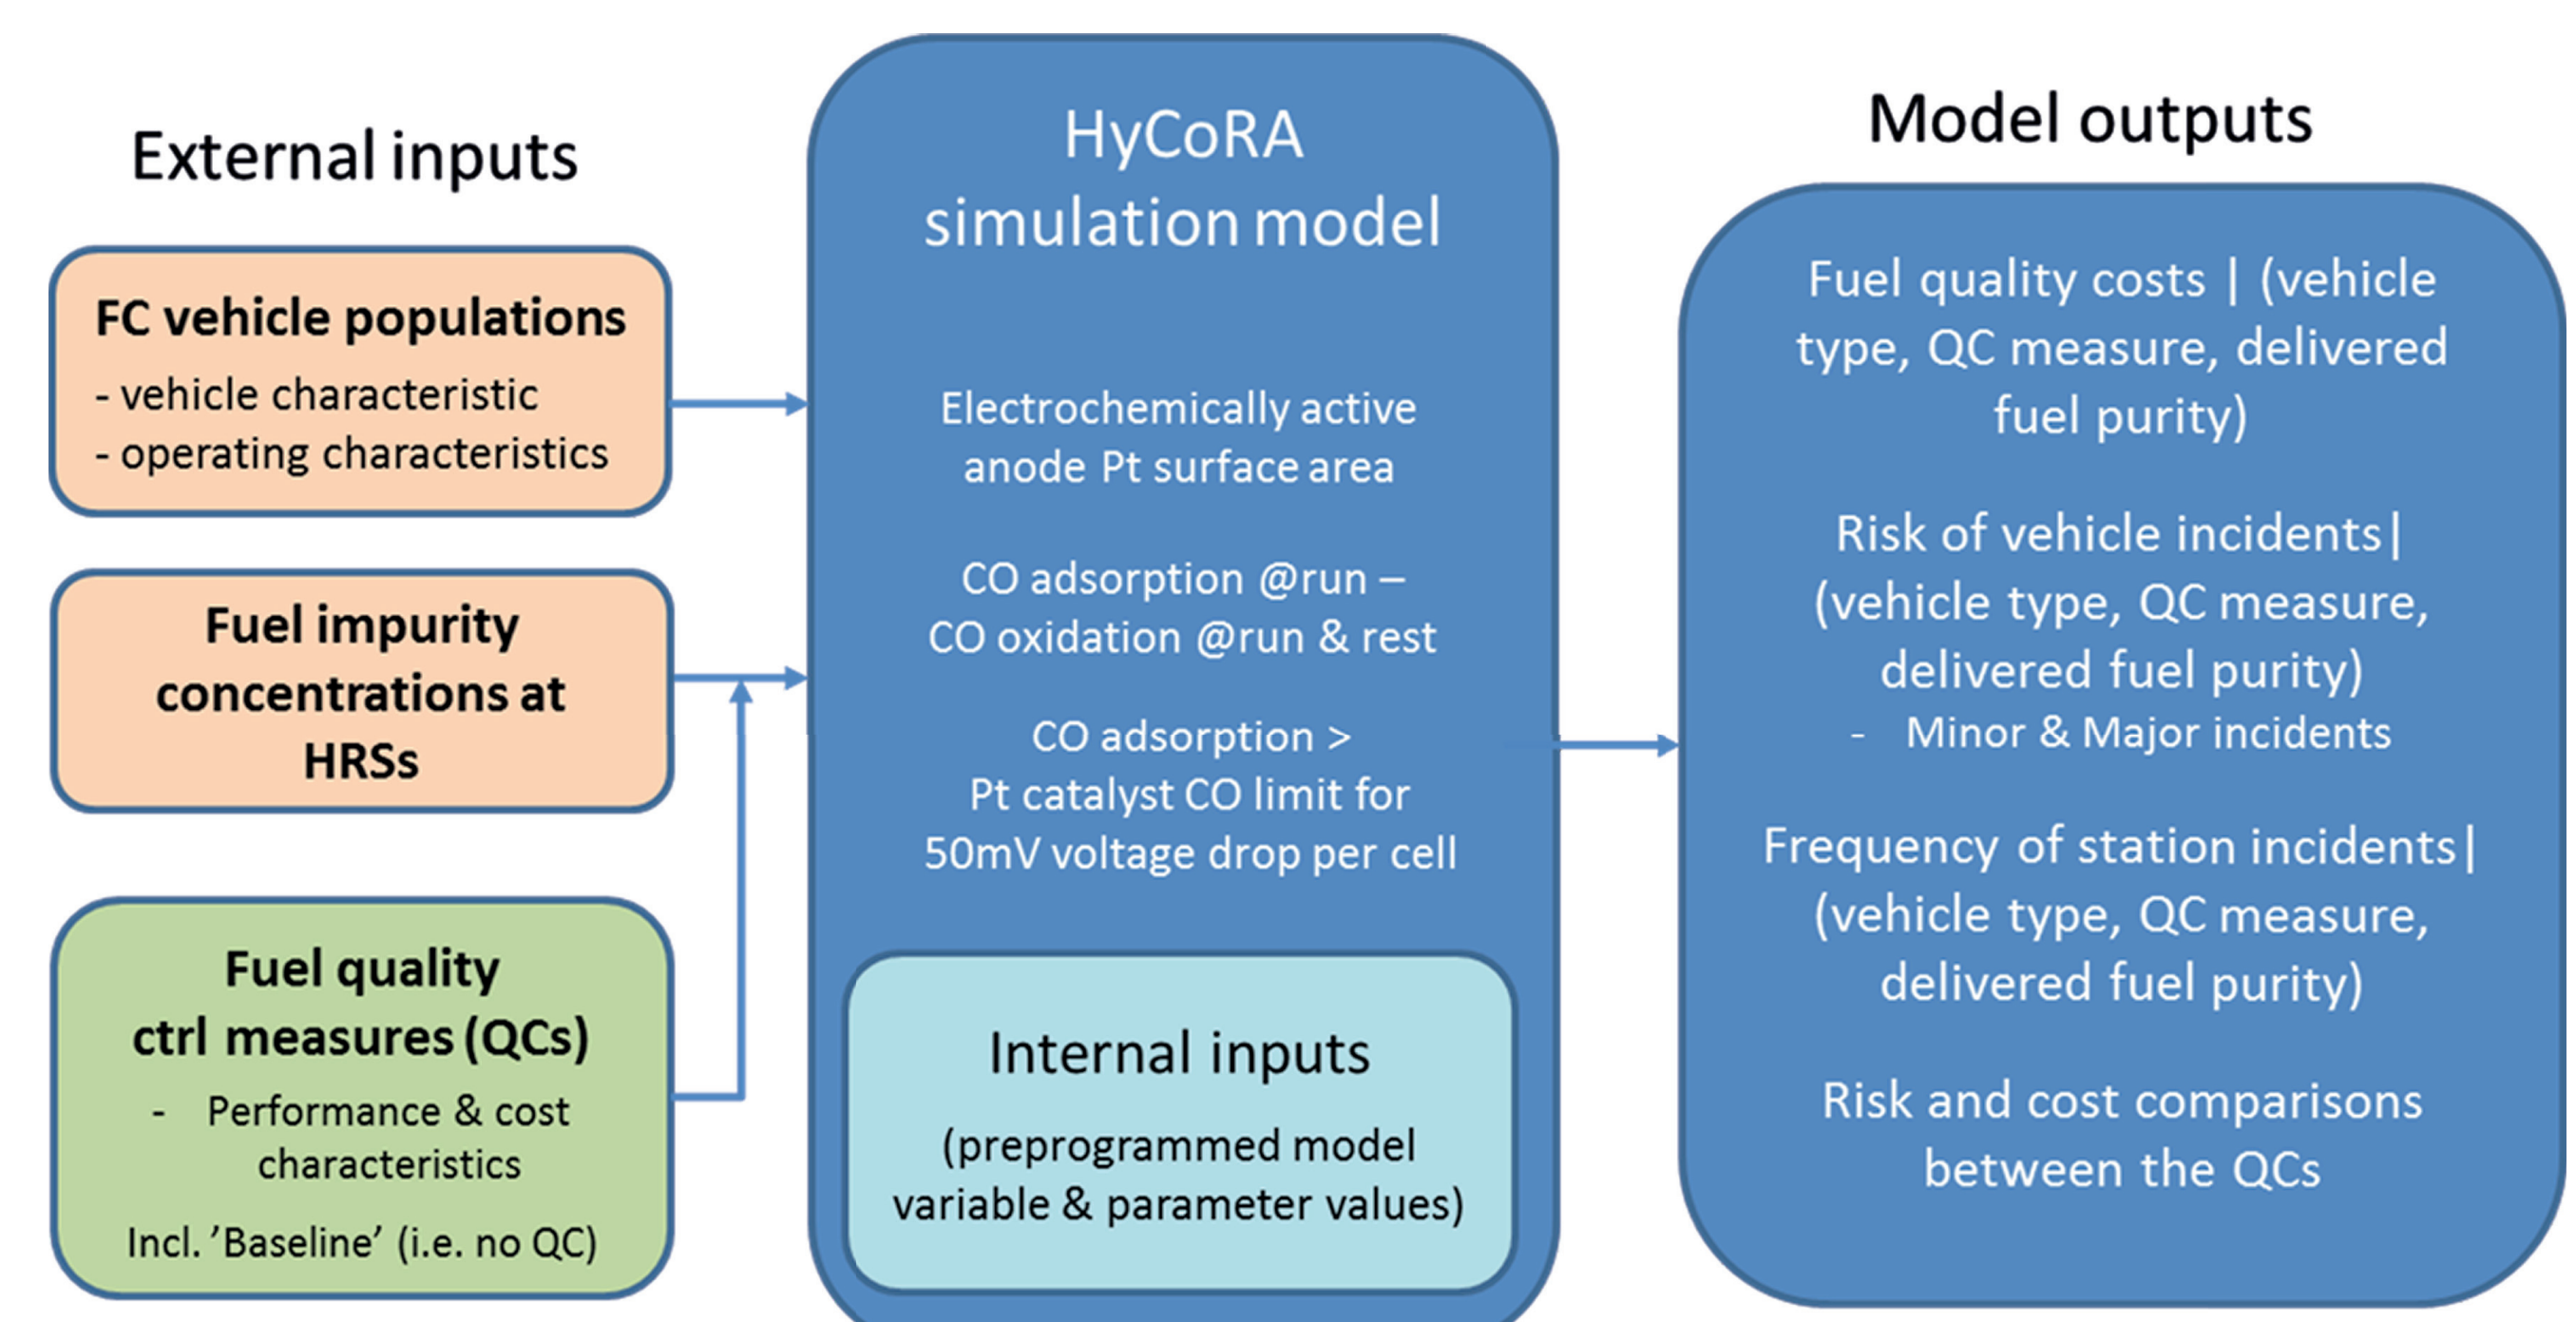 External inputs
FC vehicle populations
- vehicle characteristic
- operating characteristics
Fuel impurity
concentrations at
HRSs
Fuel quality
ctrl measures (QCs)
- Performance & cost
characteristics
Incl. ’Baseline’ (i.e. no QC)
HyCoRA
simulation model
Electrochemically active
anode Pt surface area
CO adsorption @run –
CO oxidation @run & rest
CO adsorption >
Pt catalyst CO limit for
50mV voltage drop per cell
Internal inputs
(preprogrammed model
variable & parameter values)
Model outputs
Fuel quality costs | (vehicle
type, QC measure, delivered
fuel purity)
Risk of vehicle incidents|
(vehicle type, QC measure,
delivered fuel purity)
- Minor & Major incidents
Frequency of station incidents|
(vehicle type, QC measure,
delivered fuel purity)
Risk and cost comparisons
between the QCs